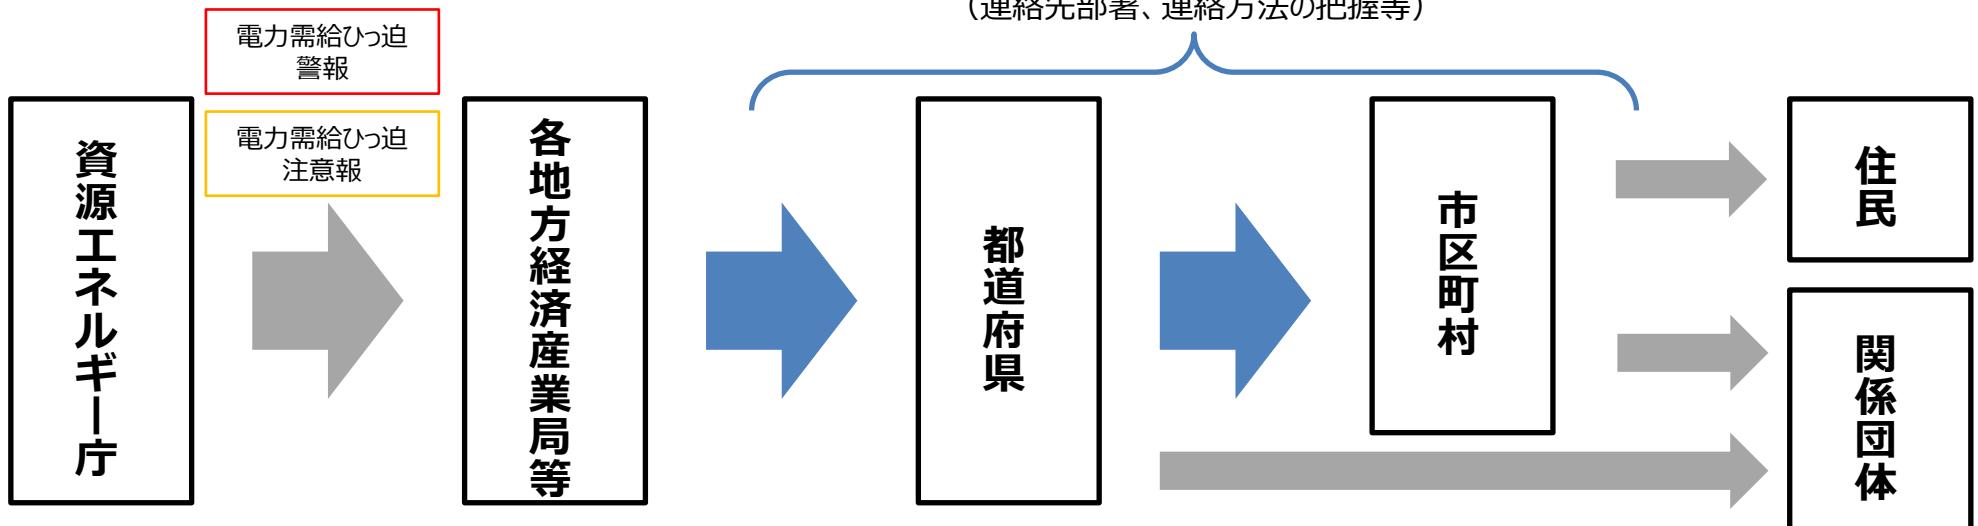 (連絡先部署、連絡方法の把握等)
電力需給ひっ迫
警報
電力需給ひっ迫
注意報
資源エネルギー庁
各地方経済産業局等
都道府県
市区町村
住民
関係団体